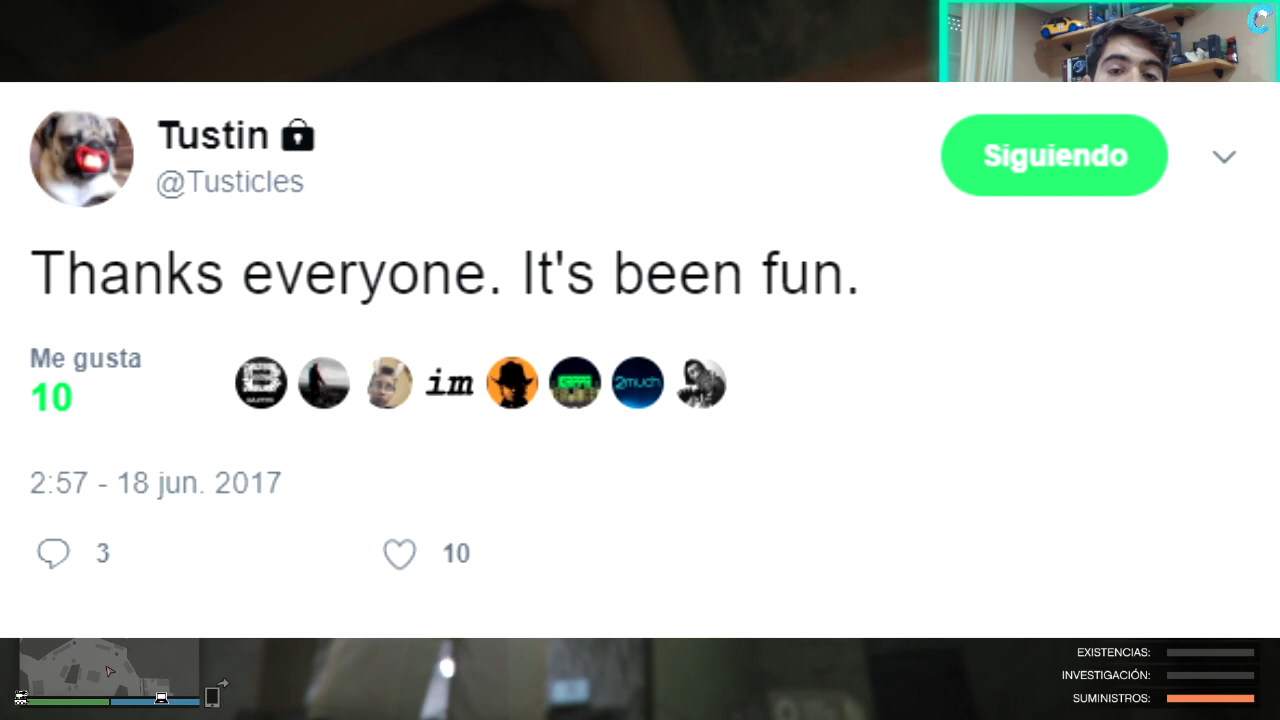 Tustin
@Tusticles
Siguiendo
Thanks everyone. It's been fun.
Me gusta
10
im
2much
2:57 - 18 jun. 2017
3
10
EXISTENCIAS:
INVESTIGACIÓN:
SUMINISTROS: